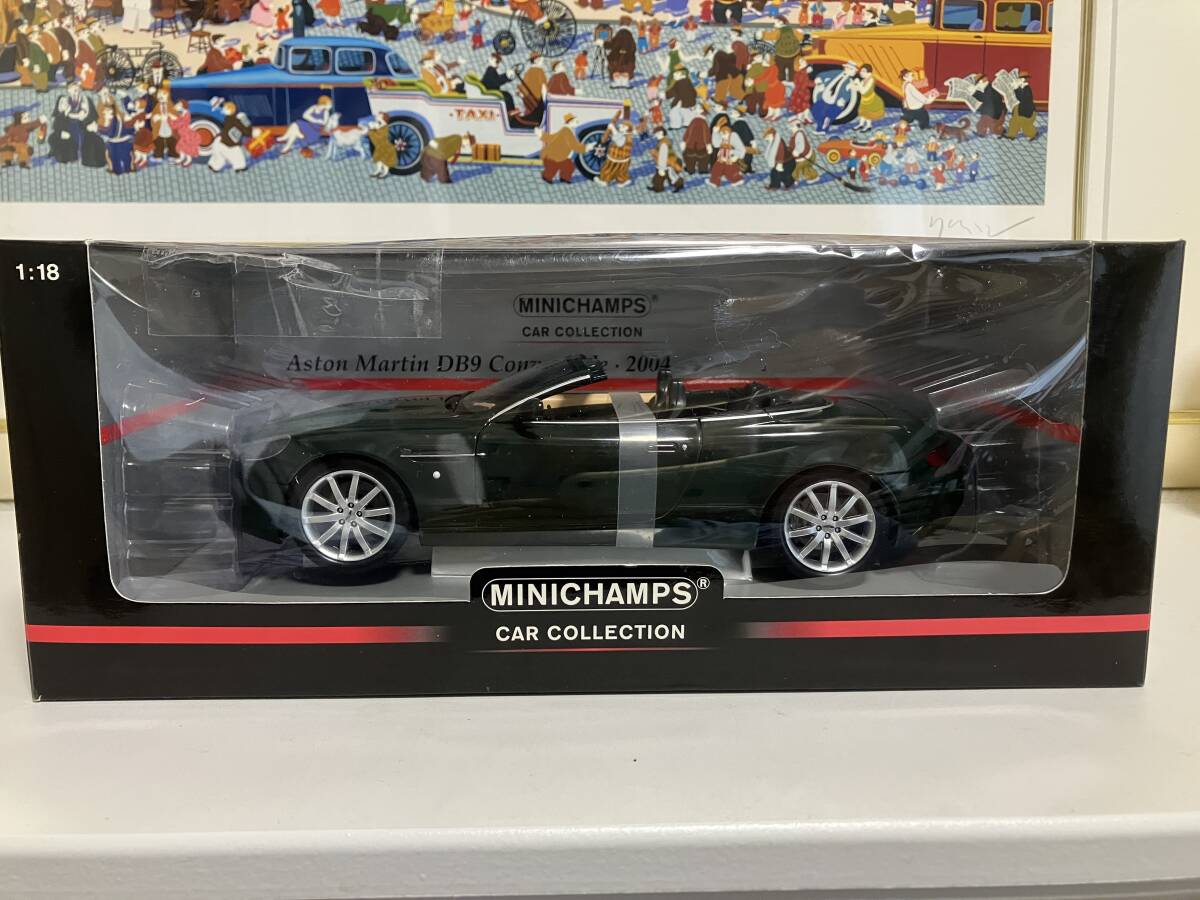 TAXI
1:18
MINICHAMPS®
CAR COLLECTION
Aston Martin DB9 · 2004
MINICHAMPS®
CAR COLLECTION